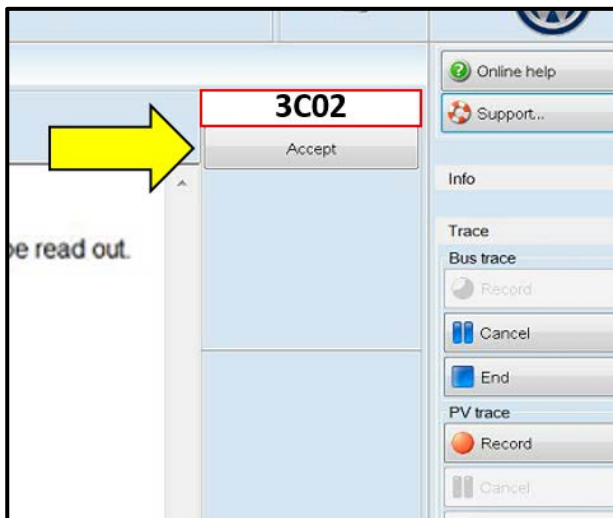 3C02
Accept
be read out.
Online help
Support...
Info
Trace
Bus trace
Record
Cancel
End
PV trace
Record
Cancel